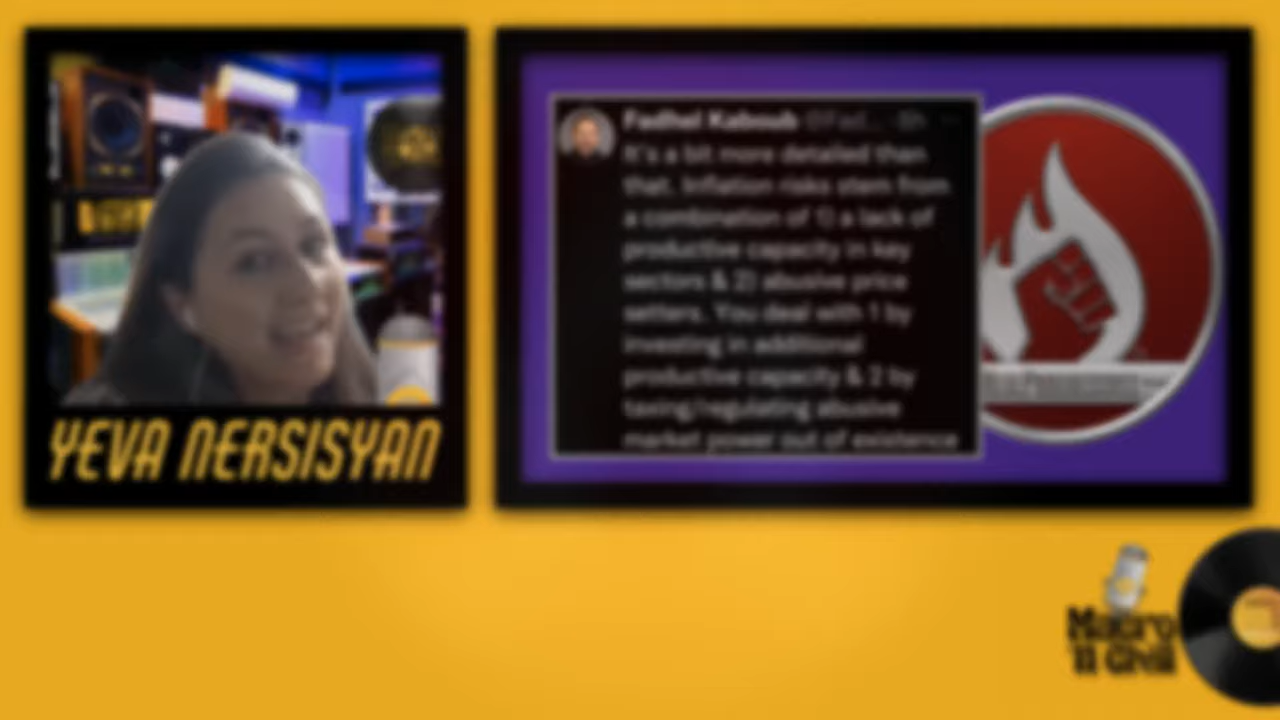 YEVA NERSISYAN
Fadhel Kaboub
It's a bit more detailed than
that. Inflation risks stem from
a combination of 1) a lack of
productive capacity in key
sectors & 2) abusive price
setters. You deal with 1 by
investing in additional
productive capacity & 2 by
taxing/regulating abusive
market power out of existence
Macro
'N Chill